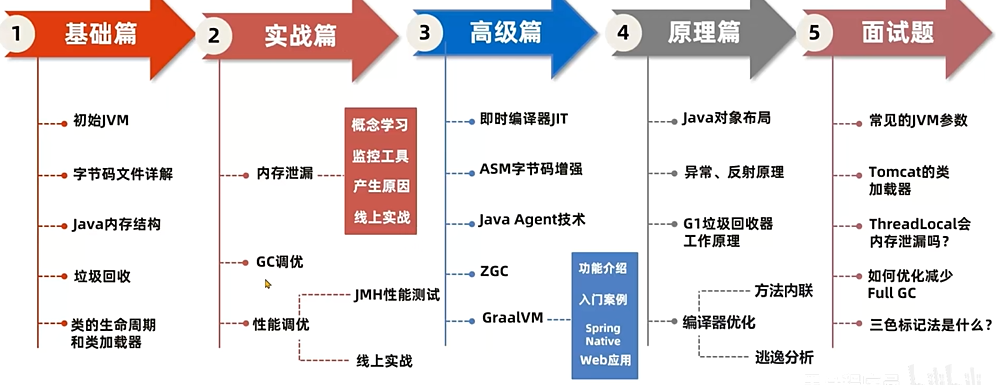 1
基础篇
初始JVM
字节码文件详解
Java内存结构
垃圾回收
类的生命周期
和类加载器
2
实战篇
内存泄漏
概念学习
监控工具
产生原因
线上实战
GC调优
性能调优
JMH性能测试
线上实战
3
高级篇
即时编译器JIT
ASM字节码增强
Java Agent技术
ZGC
GraalVM
功能介绍
入门案例
Spring
Native
Web应用
4
原理篇
Java对象布局
异常、反射原理
G1垃圾回收器
工作原理
编译器优化
方法内联
逃逸分析
5
面试题
常见的JVM参数
Tomcat的类
加载器
ThreadLocal会
内存泄漏吗？
如何优化减少
Full GC
三色标记法是什么？